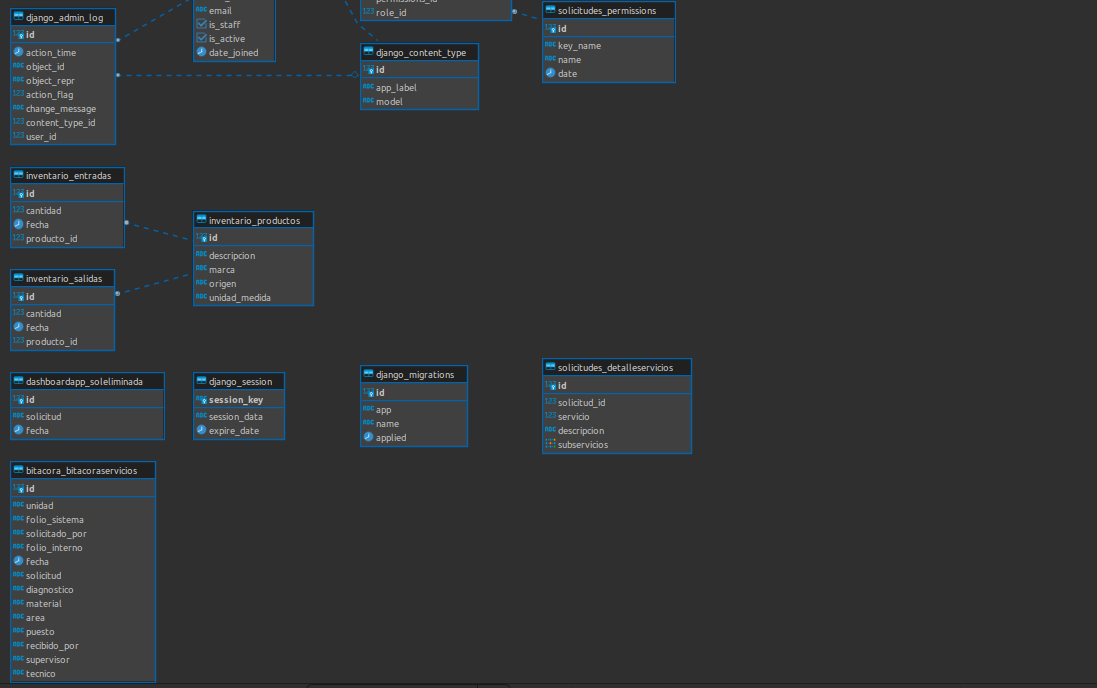 django_admin_log
id
action_time
object_id
object_repr
action_flag
change_message
content_type_id
user_id
email
is_staff
is_active
date_joined
role_id
django_content_type
id
app_label
model
solicitudes_permissions
id
key_name
name
date
inventario_entradas
id
cantidad
fecha
producto_id
inventario_productos
id
descripcion
marca
origen
unidad_medida
inventario_salidas
id
cantidad
fecha
producto_id
dashboardapp_soleliminada
id
solicitud
fecha
django_session
session_key
session_data
expire_date
django_migrations
id
app
name
applied
solicitudes_detalleservicios
id
solicitud_id
servicio
descripcion
subservicios
bitacora_bitacoraservicios
id
unidad
folio_sistema
solicitado_por
folio_interno
fecha
solicitud
diagnostico
material
area
puesto
recibido_por
supervisor
tecnico